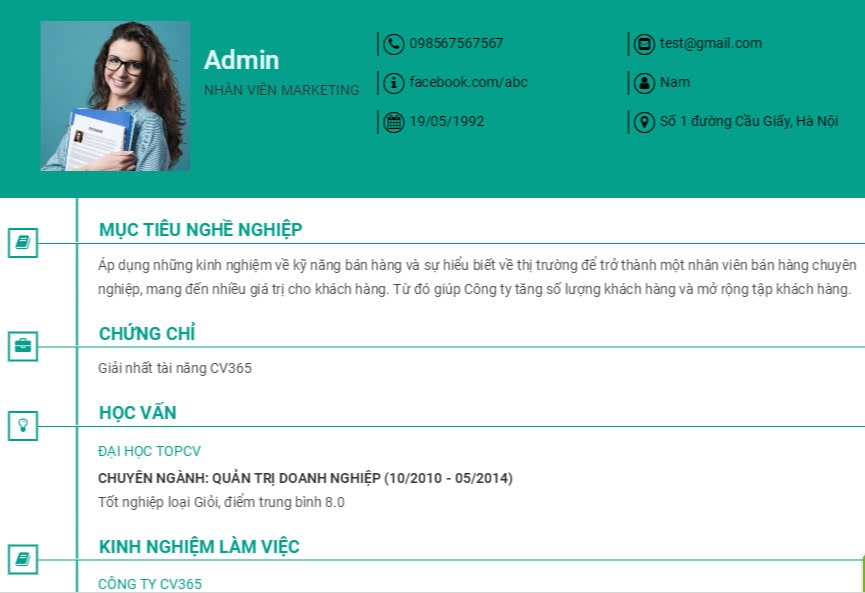 Admin
NHÂN VIÊN MARKETING
098567567567
test@gmail.com
facebook.com/abc
Nam
19/05/1992
Số 1 đường Cầu Giấy, Hà Nội
MỤC TIÊU NGHỀ NGHIỆP
Áp dụng những kinh nghiệm về kỹ năng bán hàng và sự hiểu biết về thị trường để trở thành một nhân viên bán hàng chuyên
nghiệp, mang đến nhiều giá trị cho khách hàng. Từ đó giúp Công ty tăng số lượng khách hàng và mở rộng tập khách hàng.
CHỨNG CHỈ
Giải nhất tài năng CV365
HỌC VẤN
ĐẠI HỌC TOPCV
CHUYÊN NGÀNH: QUẢN TRỊ DOANH NGHIỆP (10/2010 - 05/2014)
Tốt nghiệp loại Giỏi, điểm trung bình 8.0
KINH NGHIỆM LÀM VIỆC
CÔNG TY CV365